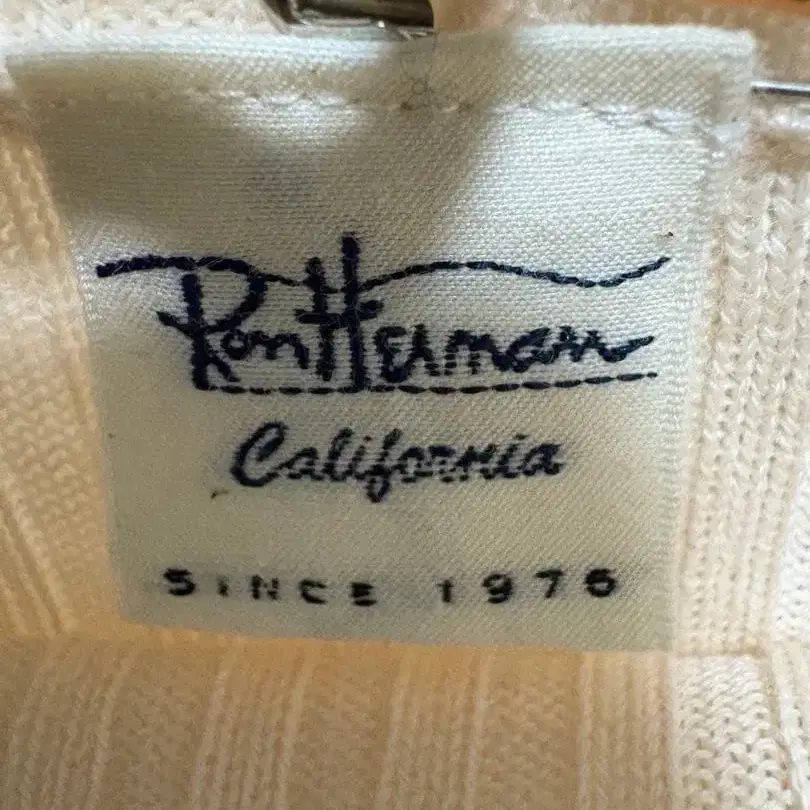 Ron Herman
California
SINCE 1976